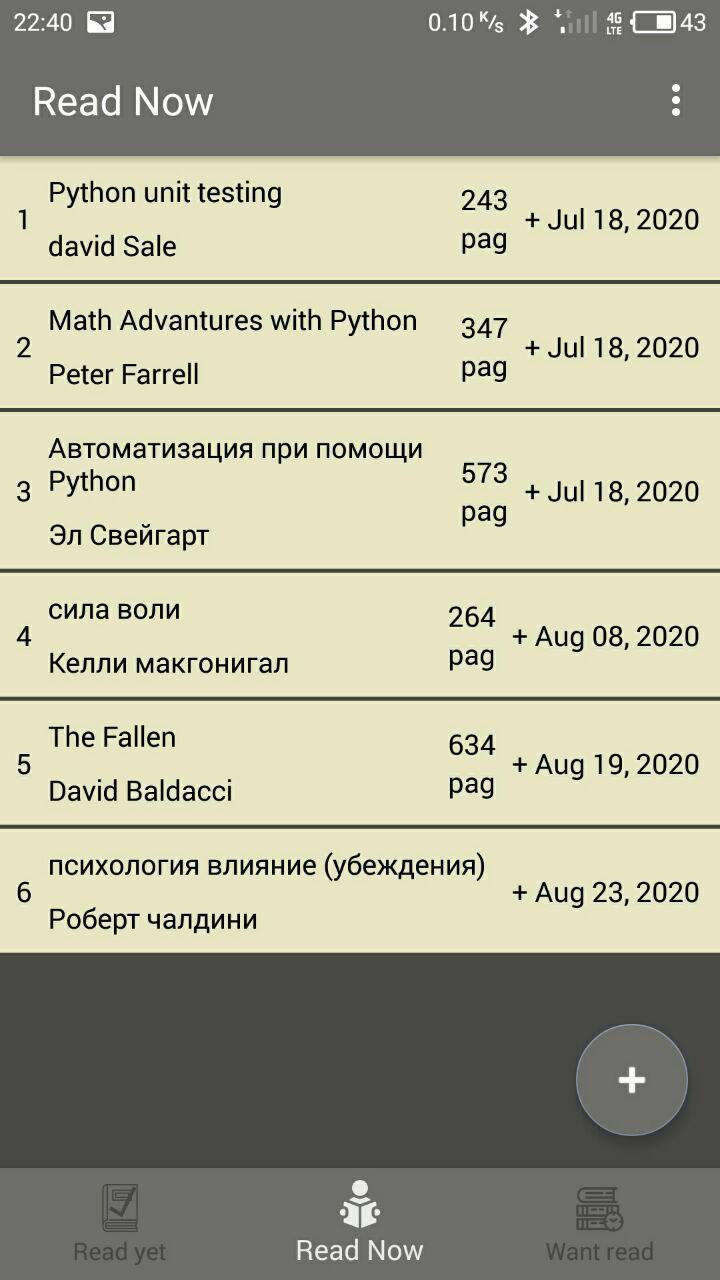 22:40
0.10 K/s 4G LTE 43
Read Now
1
Python unit testing
david Sale
243
pag
+ Jul 18, 2020
2
Math Advantures with Python
Peter Farrell
347
pag
+ Jul 18, 2020
3
Автоматизация при помощи
Python
Эл Свейгарт
573
pag
+ Jul 18, 2020
4
сила воли
Келли макгонигал
264
pag
+ Aug 08, 2020
5
The Fallen
David Baldacci
634
pag
+ Aug 19, 2020
6
психология влияние (убеждения)
Роберт чалдини
+ Aug 23, 2020
+
Read yet
Read Now
Want read